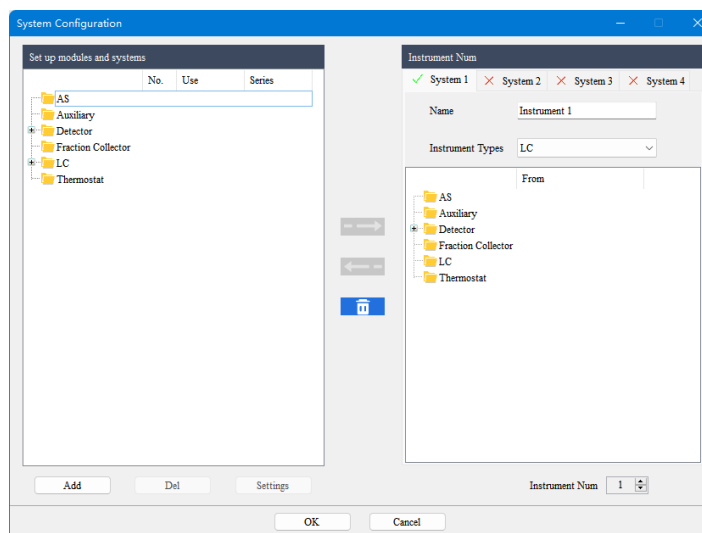 System Configuration
Set up modules and systems
No. Use Series
AS
Auxiliary
Detector
Fraction Collector
LC
Thermostat
Add Del Settings
Instrument Num
System 1 System 2 System 3 System 4
Name Instrument 1
Instrument Types LC
From
AS
Auxiliary
Detector
Fraction Collector
LC
Thermostat
Instrument Num 1
OK Cancel